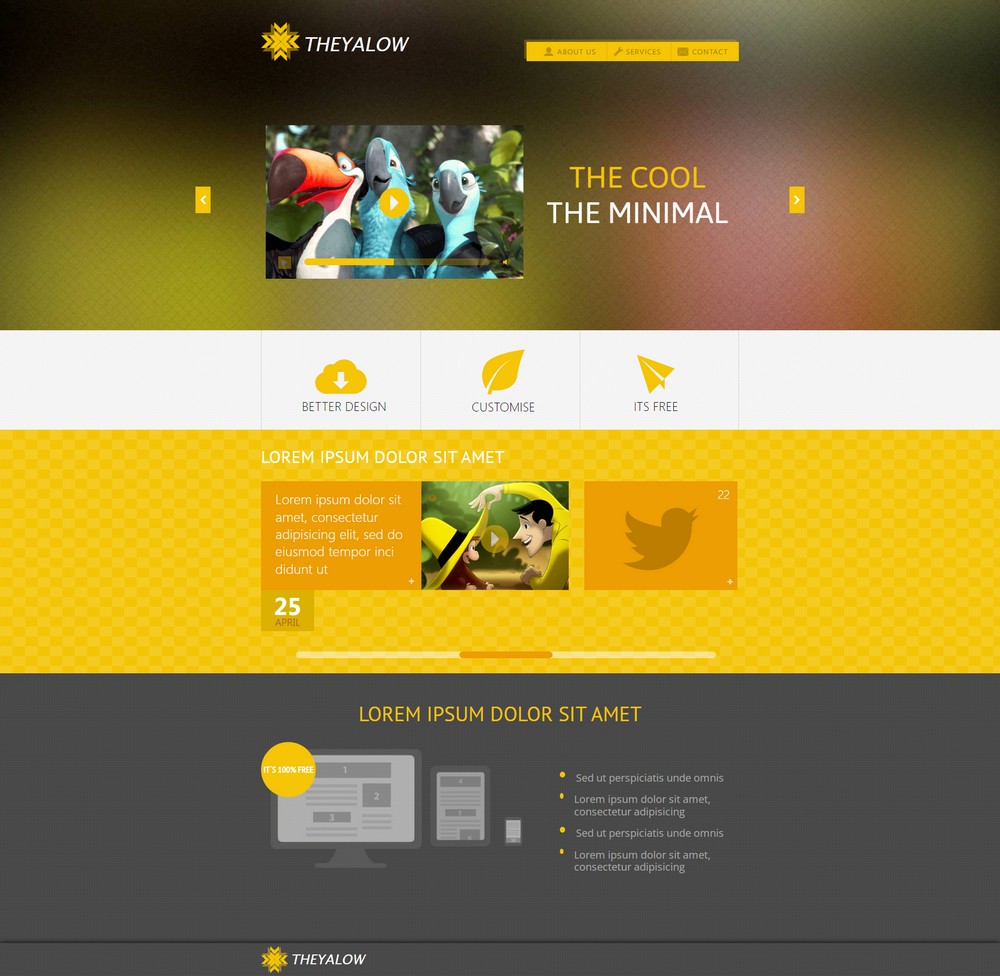 THEYALOW
ABOUT US
SERVICES
CONTACT
THE COOL
THE MINIMAL
BETTER DESIGN
CUSTOMISE
ITS FREE
LOREM IPSUM DOLOR SIT AMET
Lorem ipsum dolor sit
amet, consectetur
adipisicing elit, sed do
eiusmod tempor inci
didunt ut
+
22
+
25
APRIL
LOREM IPSUM DOLOR SIT AMET
IT'S 100% FREE
1
2
3
4
5
Sed ut perspiciatis unde omnis
Lorem ipsum dolor sit amet,
consectetur adipisicing
Sed ut perspiciatis unde omnis
Lorem ipsum dolor sit amet,
consectetur adipisicing
THEYALOW